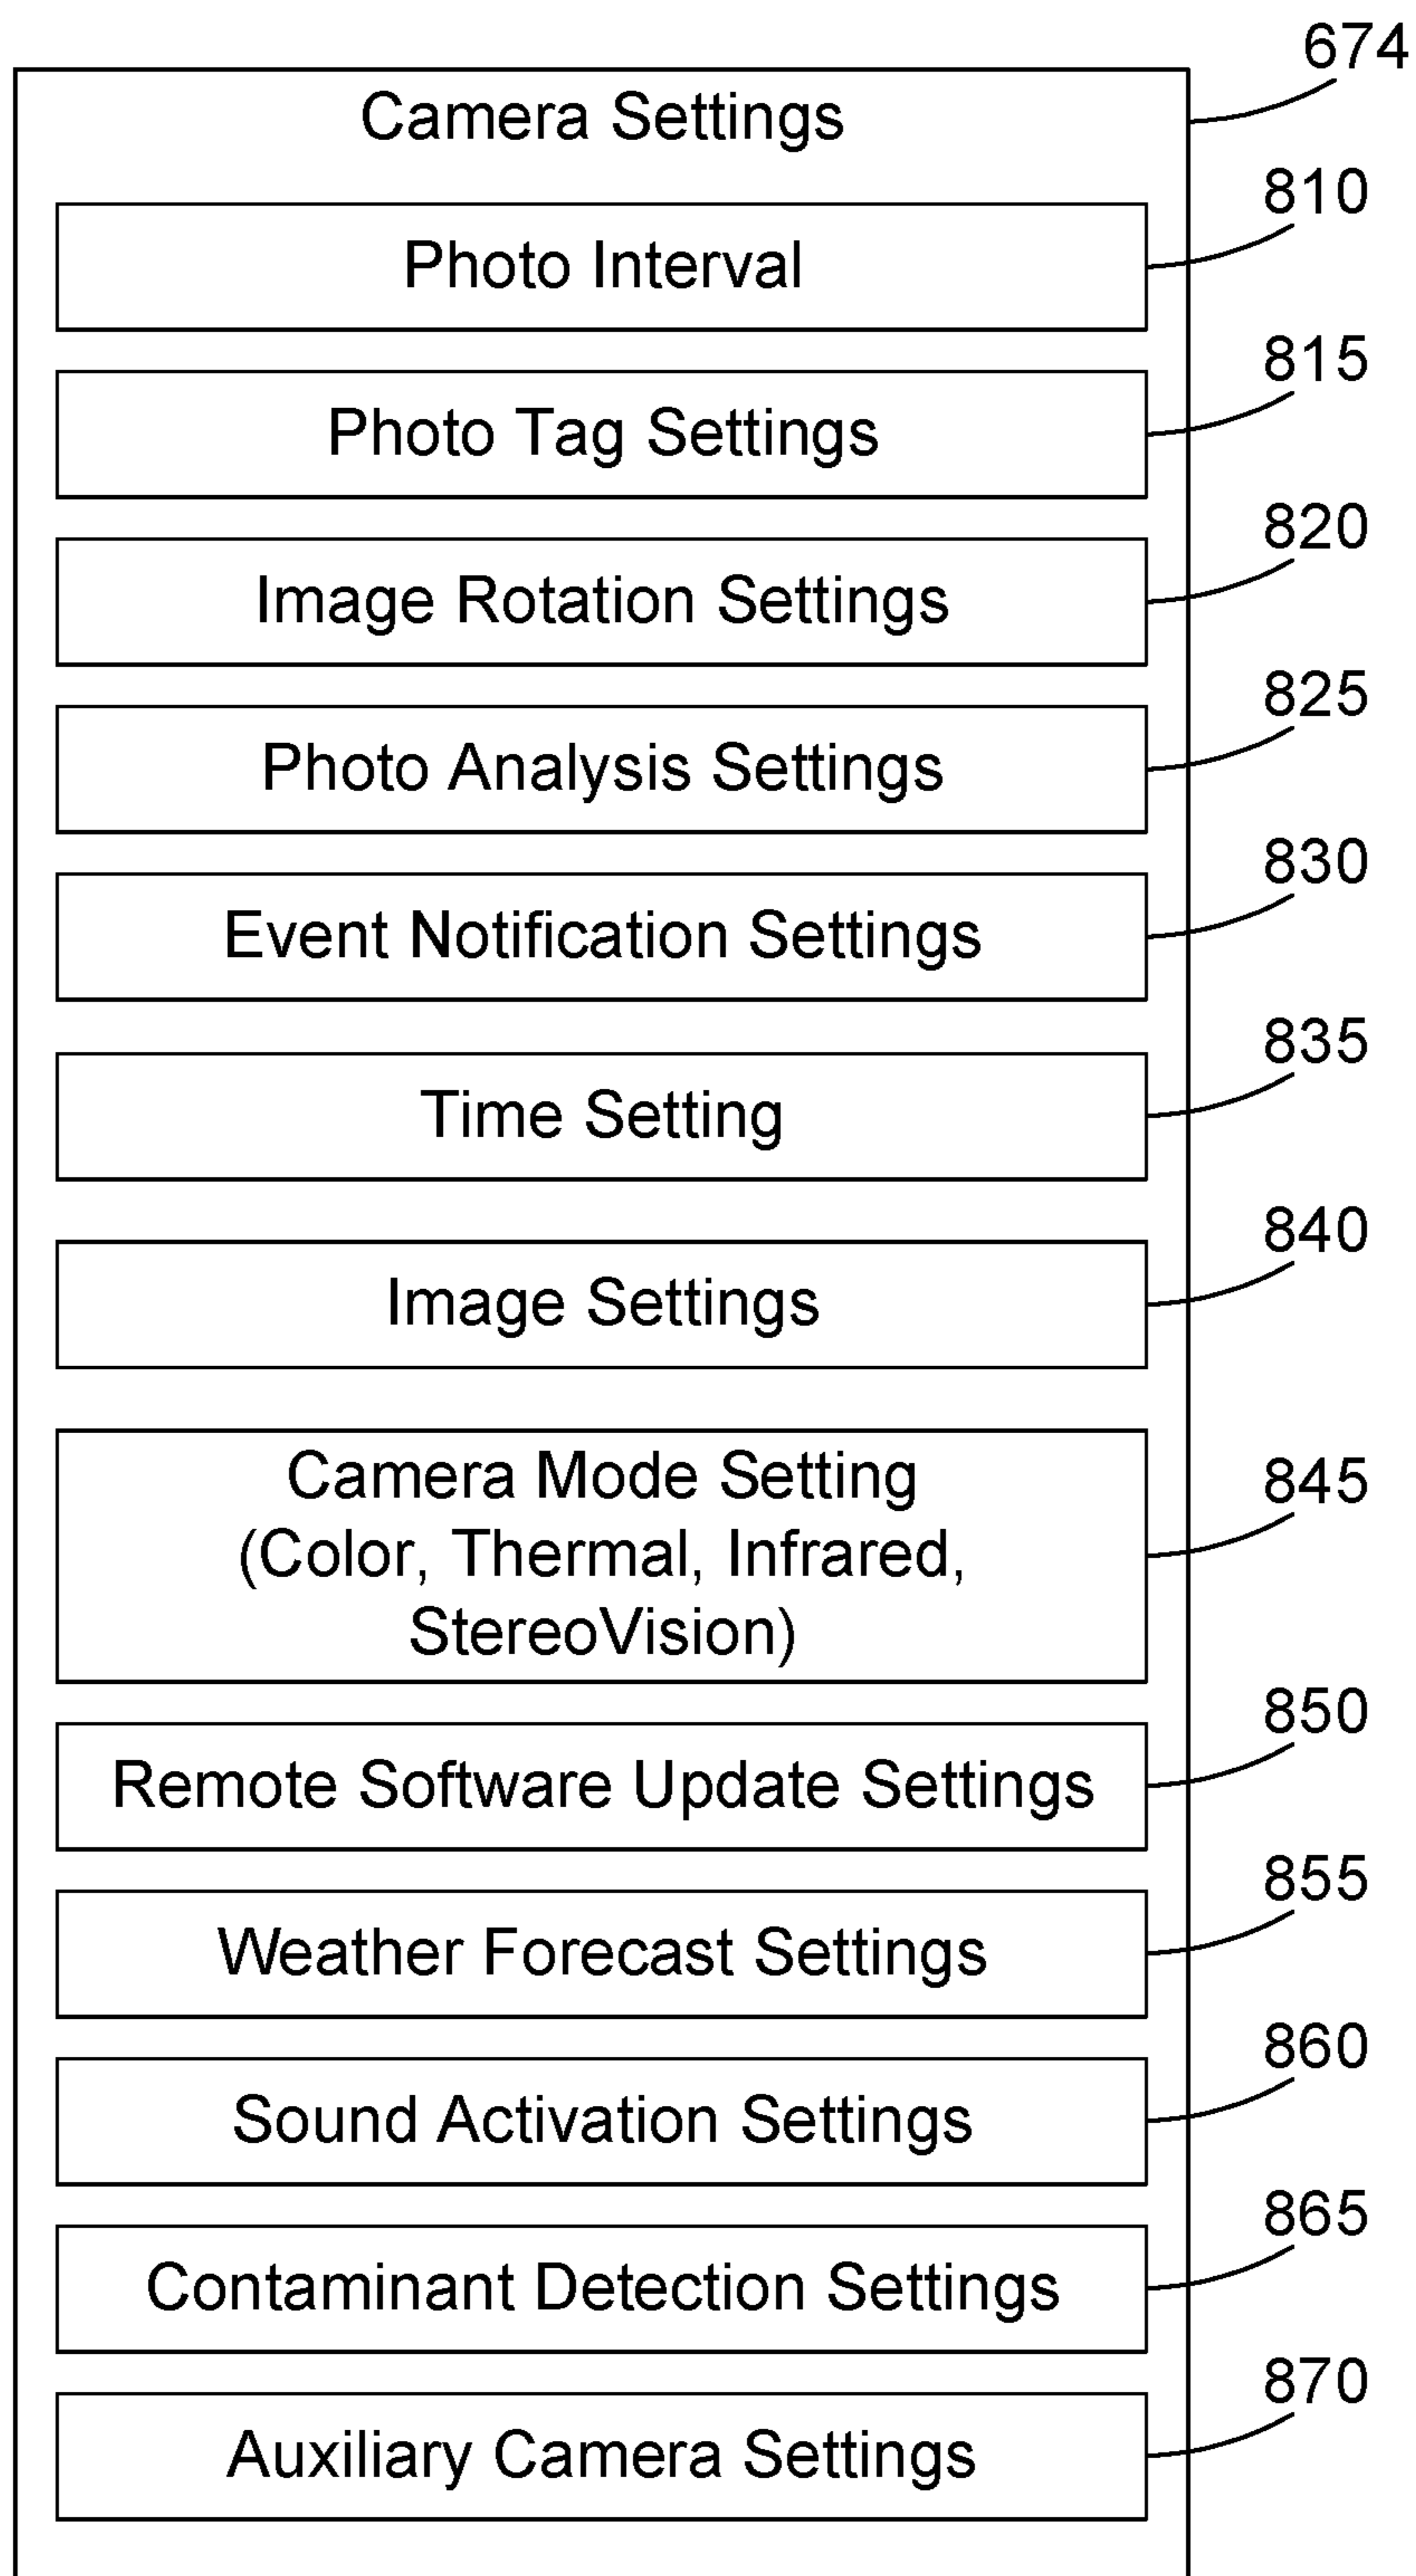 674
Camera Settings
810
Photo Interval
815
Photo Tag Settings
820
Image Rotation Settings
825
Photo Analysis Settings
830
Event Notification Settings
835
Time Setting
840
Image Settings
845
Camera Mode Setting
(Color, Thermal, Infrared,
StereoVision)
850
Remote Software Update Settings
855
Weather Forecast Settings
860
Sound Activation Settings
865
Contaminant Detection Settings
870
Auxiliary Camera Settings